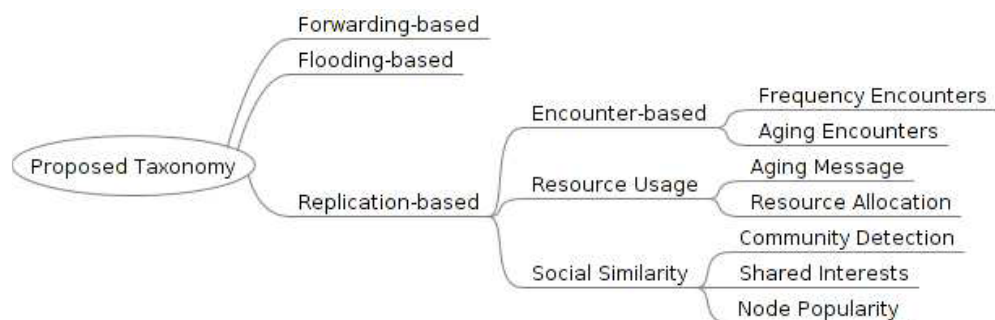 Forwarding-based
Flooding-based
Frequency Encounters
Encounter-based
Aging Encounters
Proposed Taxonomy
Aging Message
Resource Usage
Replication-based
Resource Allocation
Community Detection
Social Similarity
Shared Interests
Node Popularity